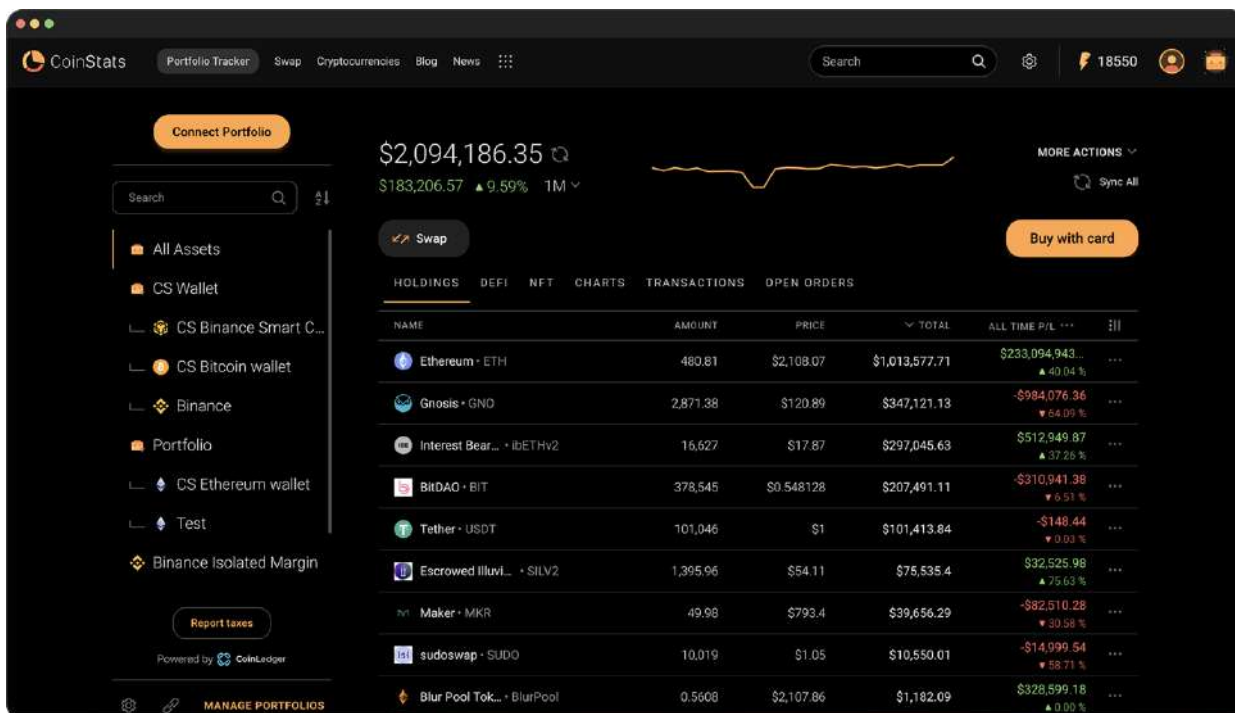 CoinStats Portfolio Tracker Swap Cryptocurrencies Blog News Search 18550
Connect Portfolio
$2,094,186.35
MORE ACTIONS
$183,206.57 ▲ 9.59% 1M
Sync All
Search
Swap
Buy with card
All Assets
CS Wallet
CS Binance Smart C...
CS Bitcoin wallet
Binance
Portfolio
CS Ethereum wallet
Test
Binance Isolated Margin
Report taxes
Powered by CoinLedger
MANAGE PORTFOLIOS
HOLDINGS DEFI NFT CHARTS TRANSACTIONS OPEN ORDERS
NAME AMOUNT PRICE TOTAL ALL TIME P/L ···
Ethereum • ETH 480.81 $2,108.07 $1,013,577.71 $233,094,943...
▲ 40.04 %
Gnosis • GNO 2,871.38 $120.89 $347,121.13 -$984,076.36
▼ 64.09 %
Interest Bear... • ibETHv2 16,627 $17.87 $297,045.63 $512,949.87
▲ 37.26 %
BitDAO • BIT 378,545 $0.548128 $207,491.11 -$310,941.38
▼ 6.51 %
Tether • USDT 101,046 $1 $101,413.84 -$148.44
▼ 0.03 %
Escrowed Illuvi... • SILV2 1,395.96 $54.11 $75,535.4 $32,525.98
▲ 75.63 %
Maker • MKR 49.98 $793.4 $39,656.29 -$82,510.28
▼ 30.58 %
sudoswap • SUDO 10,019 $1.05 $10,550.01 -$14,999.54
▼ 58.71 %
Blur Pool Tok... • BlurPool 0.5608 $2,107.86 $1,182.09 $328,599.18
▲ 0.00 %